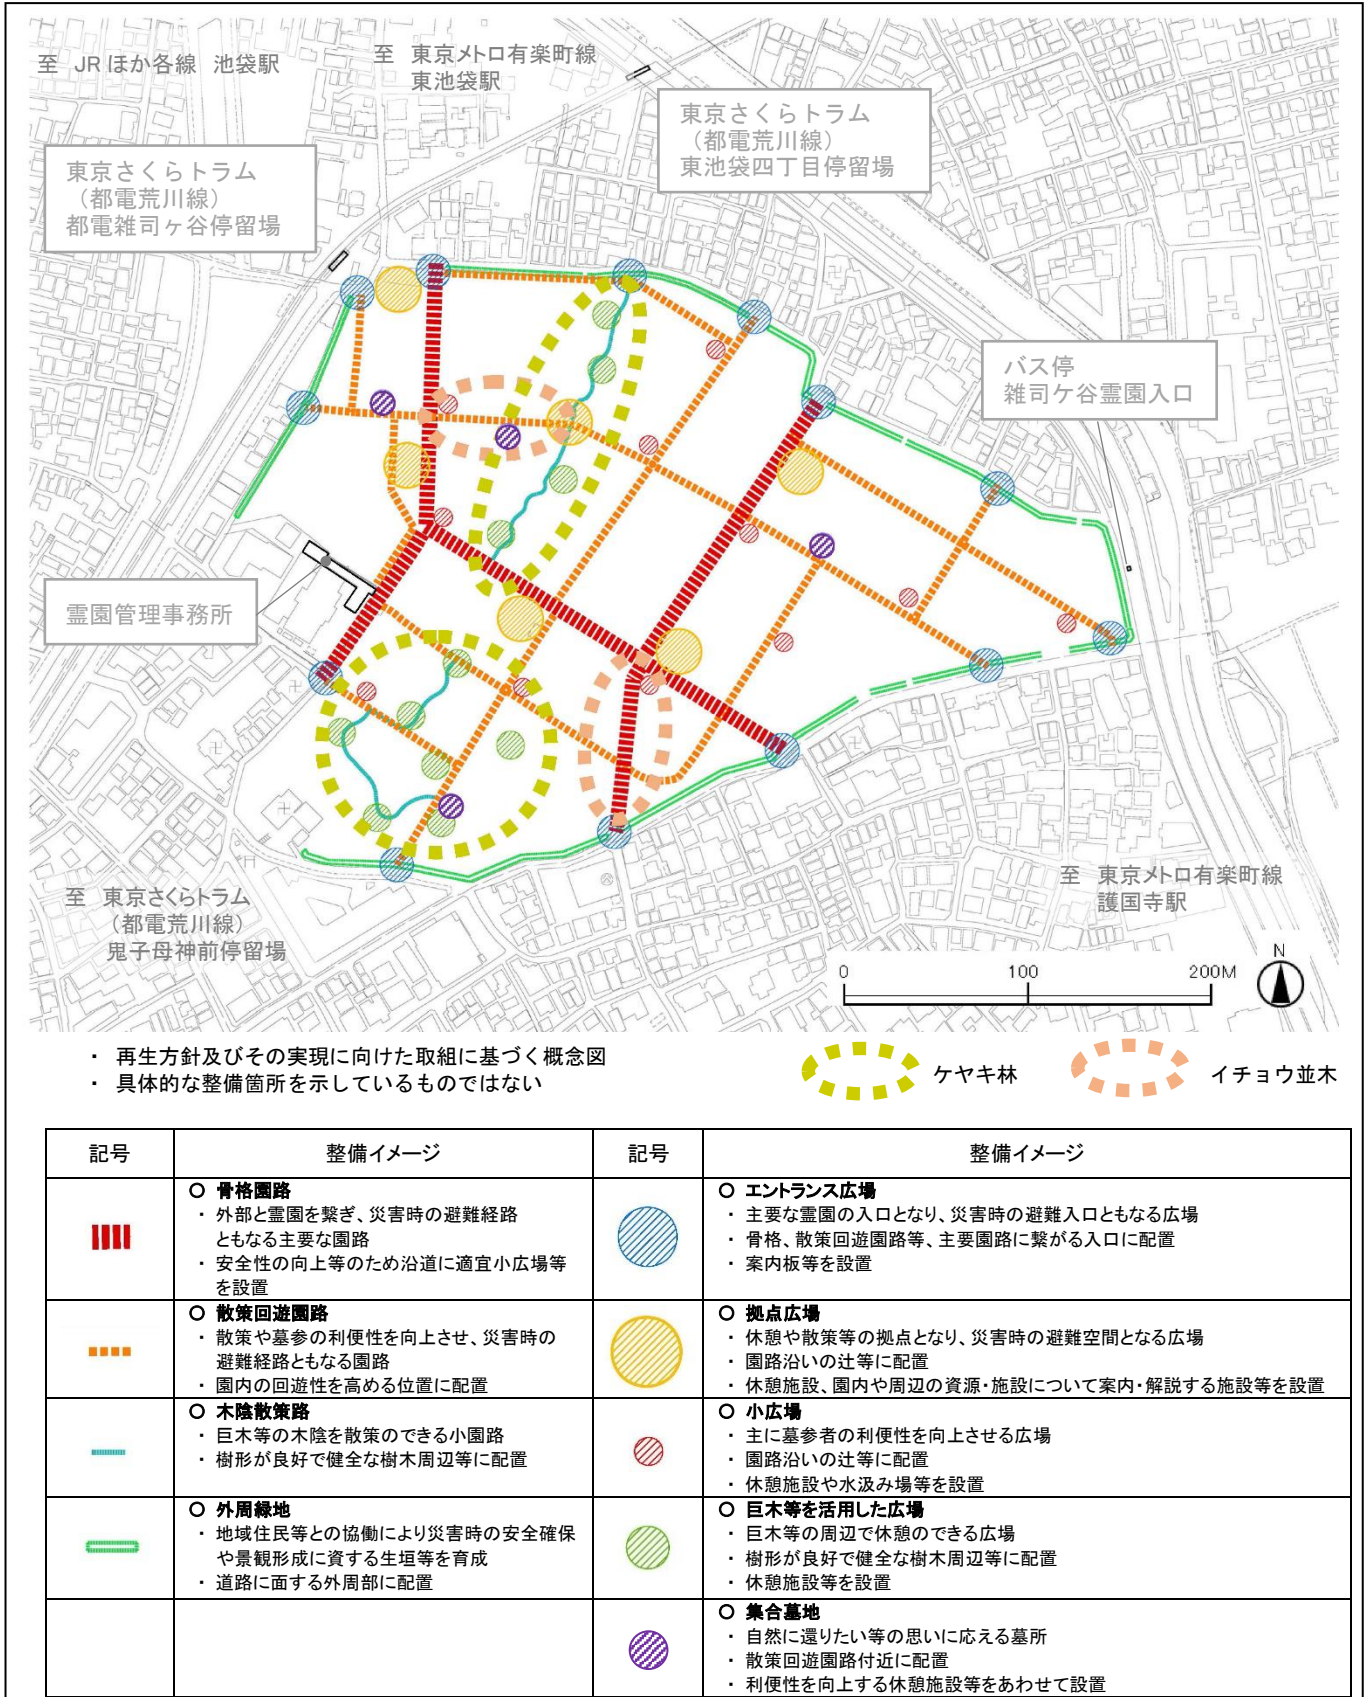 至 JRほか各線 池袋駅
至 東京メトロ有楽町線
東池袋駅
東京さくらトラム
(都電荒川線)
東池袋四丁目停留場
東京さくらトラム
(都電荒川線)
都電雑司ヶ谷停留場
バス停
雑司ケ谷霊園入口
霊園管理事務所
至 東京さくらトラム
(都電荒川線)
鬼子母神前停留場
至 東京メトロ有楽町線
護国寺駅
0 100 200M
N
・ 再生方針及びその実現に向けた取組に基づく概念図
・ 具体的な整備箇所を示しているものではない
ケヤキ林
イチョウ並木
記号 整備イメージ 記号 整備イメージ
○ 骨格園路
・ 外部と霊園を繋ぎ、災害時の避難経路
ともなる主要な園路
・ 安全性の向上等のため沿道に適宜小広場等
を設置
○ エントランス広場
・ 主要な霊園の入口となり、災害時の避難入口ともなる広場
・ 骨格、散策回遊園路等、主要園路に繋がる入口に配置
・ 案内板等を設置
○ 散策回遊園路
・ 散策や墓参の利便性を向上させ、災害時の
避難経路ともなる園路
・ 園内の回遊性を高める位置に配置
○ 拠点広場
・ 休憩や散策等の拠点となり、災害時の避難空間となる広場
・ 園路沿いの辻等に配置
・ 休憩施設、園内や周辺の資源・施設について案内・解説する施設等を設置
○ 木陰散策路
・ 巨木等の木陰を散策のできる小園路
・ 樹形が良好で健全な樹木周辺等に配置
○ 小広場
・ 主に墓参者の利便性を向上させる広場
・ 園路沿いの辻等に配置
・ 休憩施設や水汲み場等を設置
○ 外周緑地
・ 地域住民等との協働により災害時の安全確保
や景観形成に資する生垣等を育成
・ 道路に面する外周部に配置
○ 巨木等を活用した広場
・ 巨木等の周辺で休憩のできる広場
・ 樹形が良好で健全な樹木周辺等に配置
・ 休憩施設等を設置
○ 集合墓地
・ 自然に還りたい等の思いに応える墓所
・ 散策回遊園路付近に配置
・ 利便性を向上する休憩施設等をあわせて設置